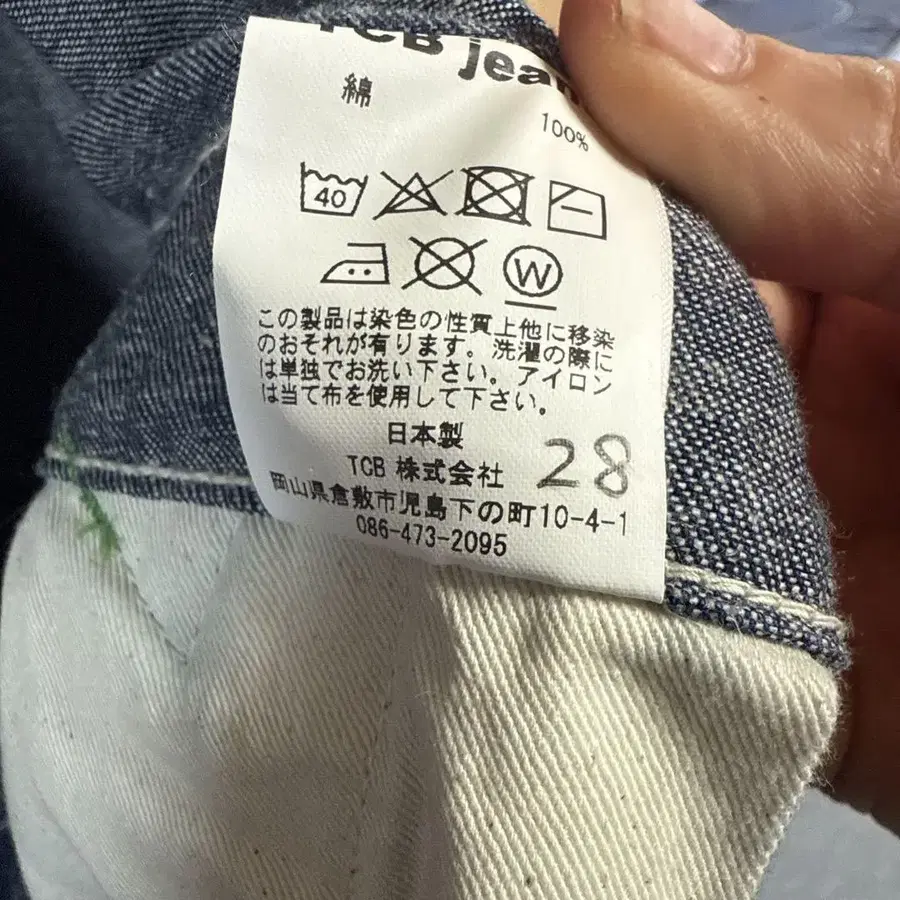 TCB jeans
綿
100%
40
W
この製品は染色の性質上他に移染
のおそれが有ります。洗濯の際に
は単独でお洗い下さい。アイロン
は当て布を使用して下さい。
日本製
28
TCB 株式会社
岡山県倉敷市児島下の町10-4-1
086-473-2095